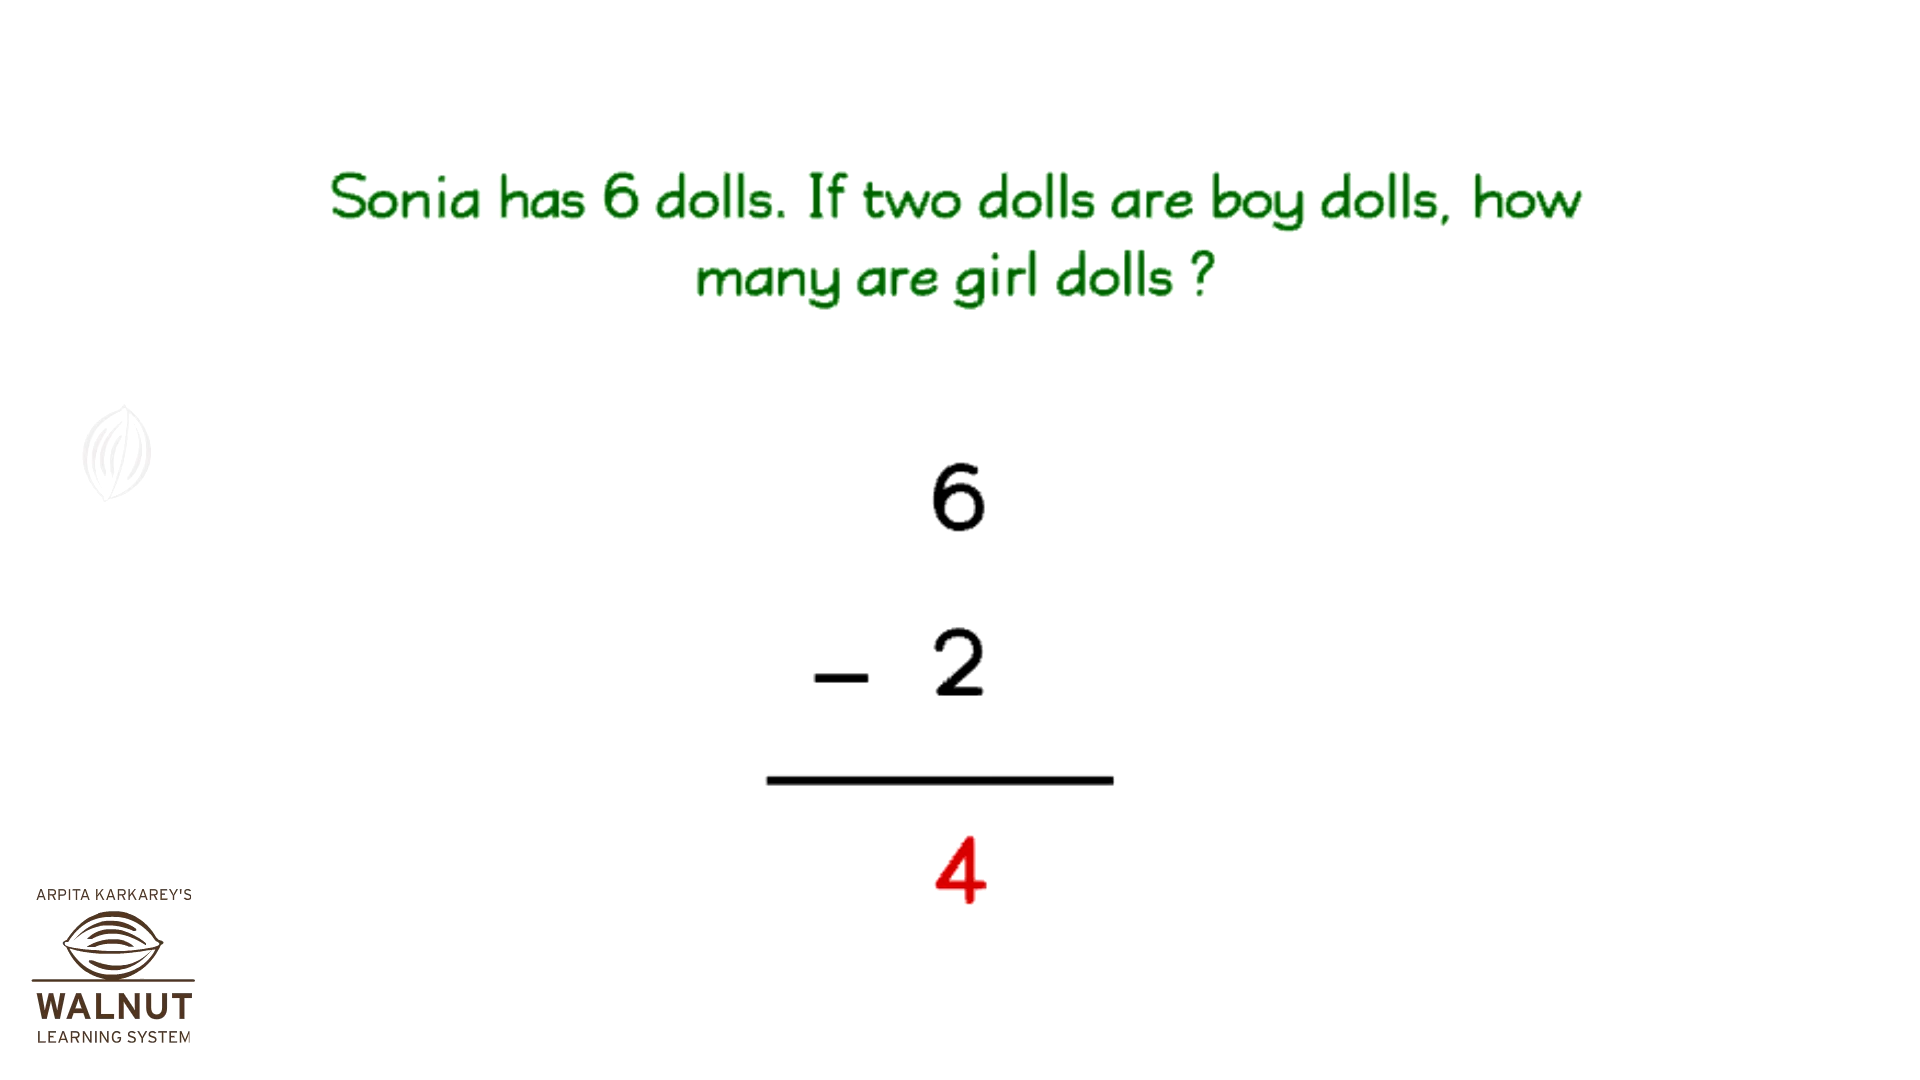 Sonia has 6 dolls. If two dolls are boy dolls, how
many are girl dolls ?
6
– 2
4
ARPITA KARKAREY'S
WALNUT
LEARNING SYSTEM